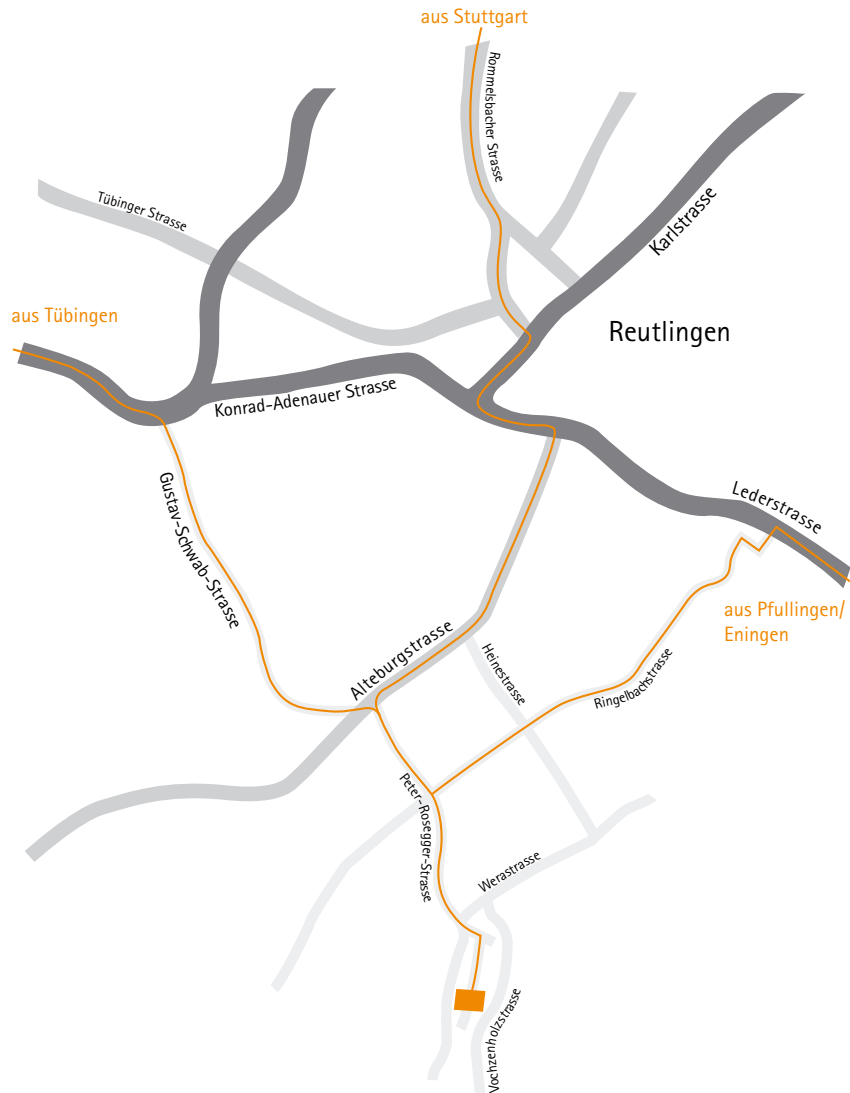 aus Stuttgart
Rommelsbacher Strasse
Tübinger Strasse
Karlstrasse
aus Tübingen
Reutlingen
Konrad-Adenauer Strasse
Gustav-Schwab-Strasse
Lederstrasse
aus Pfullingen/
Eningen
Alteburgstrasse
Heinestrasse
Ringelbachstrasse
Peter-Rosegger-Strasse
Werastrasse
Vochzenholzstrasse